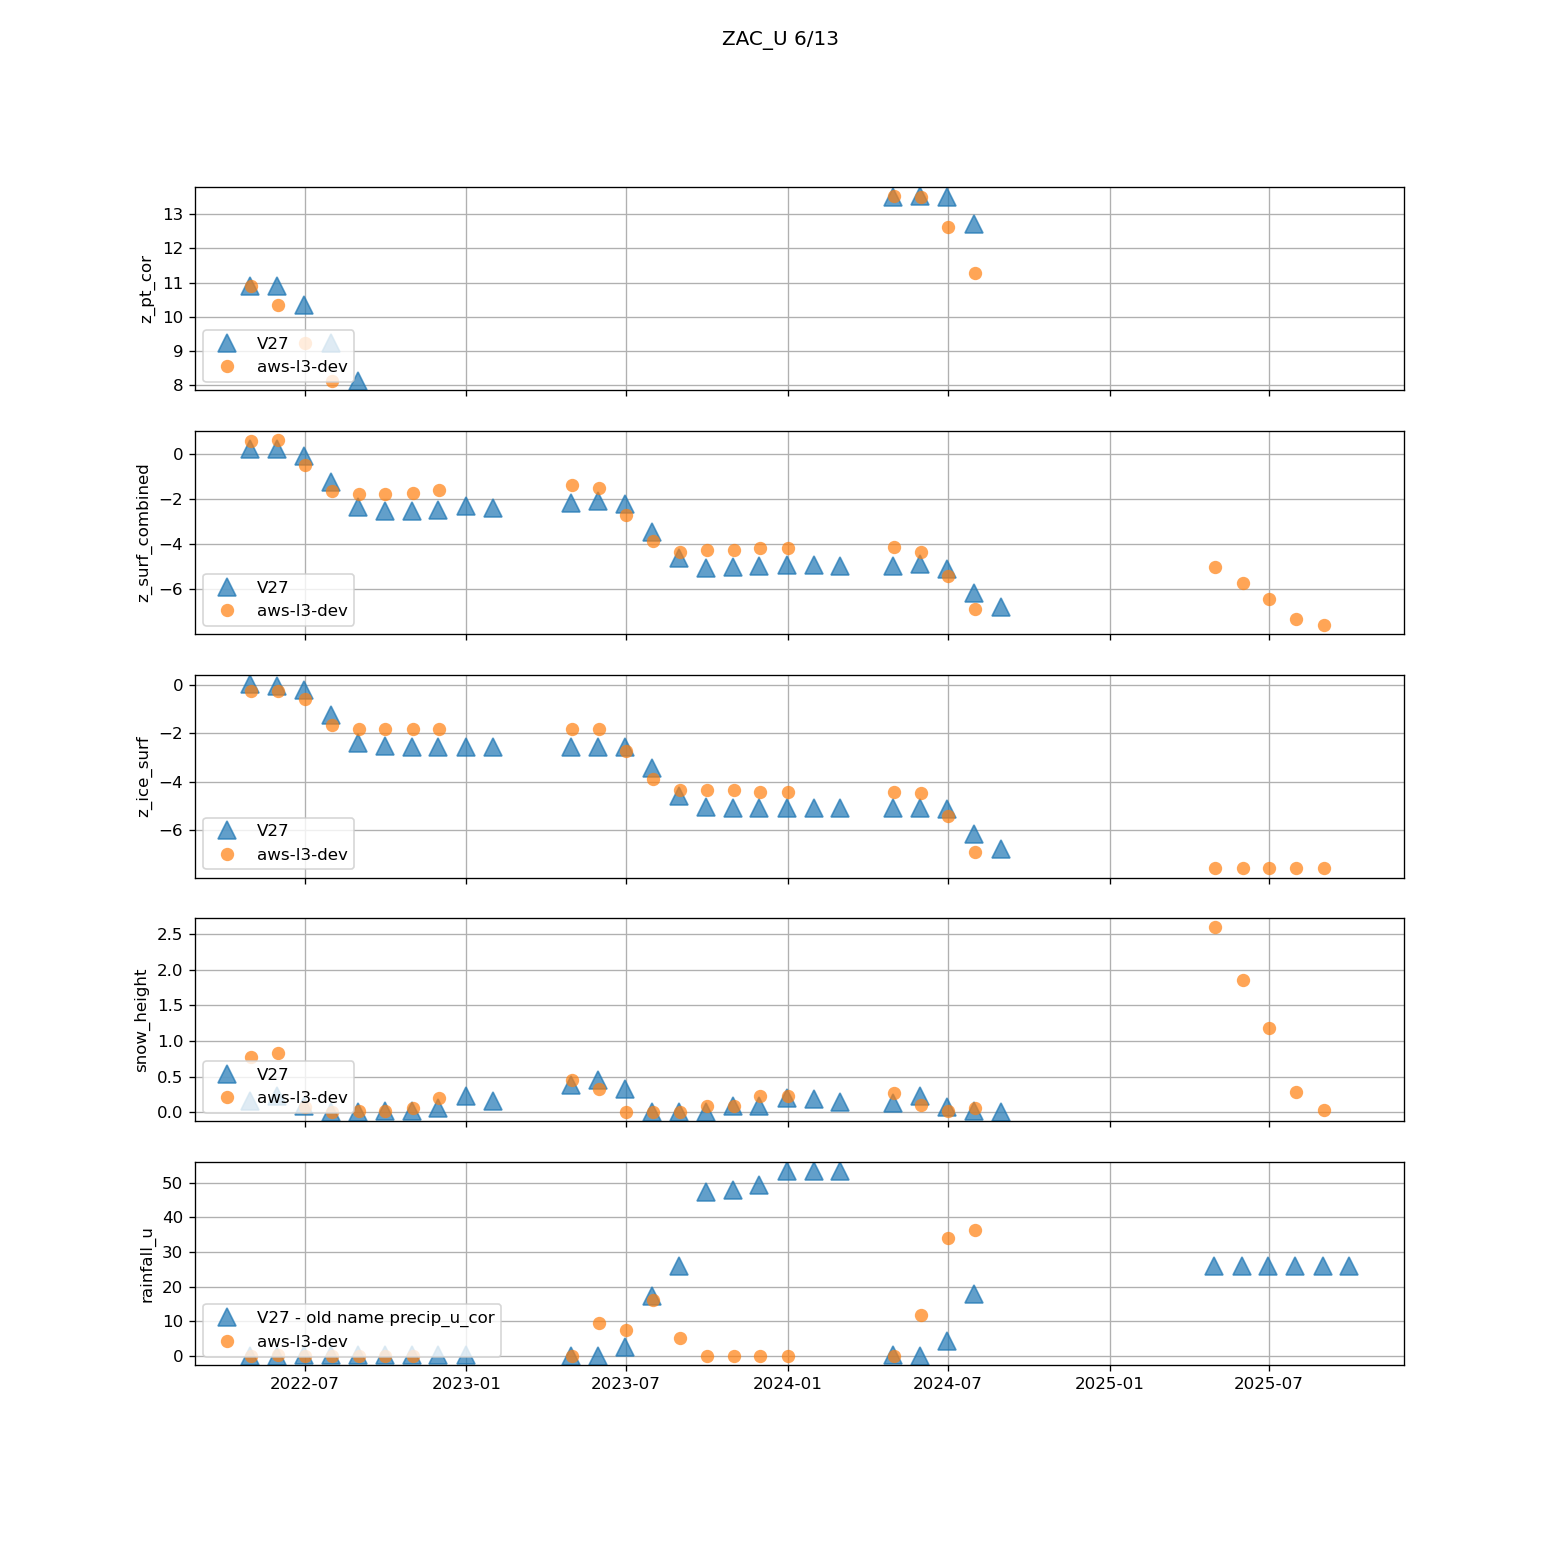 ZAC_U 6/13
z_pt_cor
13
12
11
10
9
8
V27
aws-l3-dev
z_surf_combined
0
−2
−4
−6
V27
aws-l3-dev
z_ice_surf
0
−2
−4
−6
V27
aws-l3-dev
snow_height
2.5
2.0
1.5
1.0
0.5
0.0
V27
aws-l3-dev
rainfall_u
50
40
30
20
10
0
V27 - old name precip_u_cor
aws-l3-dev
2022-07 2023-01 2023-07 2024-01 2024-07 2025-01 2025-07